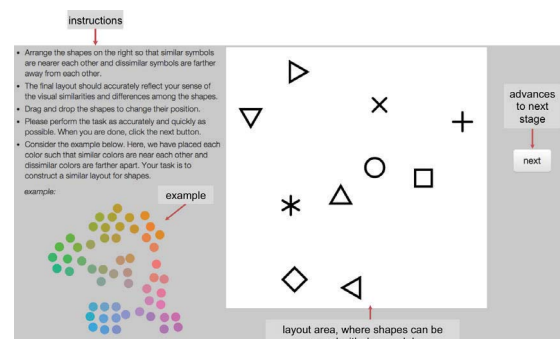 instructions
• Arrange the shapes on the right so that similar symbols
are nearer each other and dissimilar symbols are farther
away from each other.
• The final layout should accurately reflect your sense of
the visual similarities and differences among the shapes.
• Drag and drop the shapes to change their position.
• Please perform the task as accurately and quickly as
possible. When you are done, click the next button.
• Consider the example below. Here, we have placed each
color such that similar colors are near each other and
dissimilar colors are farther apart. Your task is to
construct a similar layout for shapes.
example:
example
advances
to next
stage
next
layout area, where shapes can be